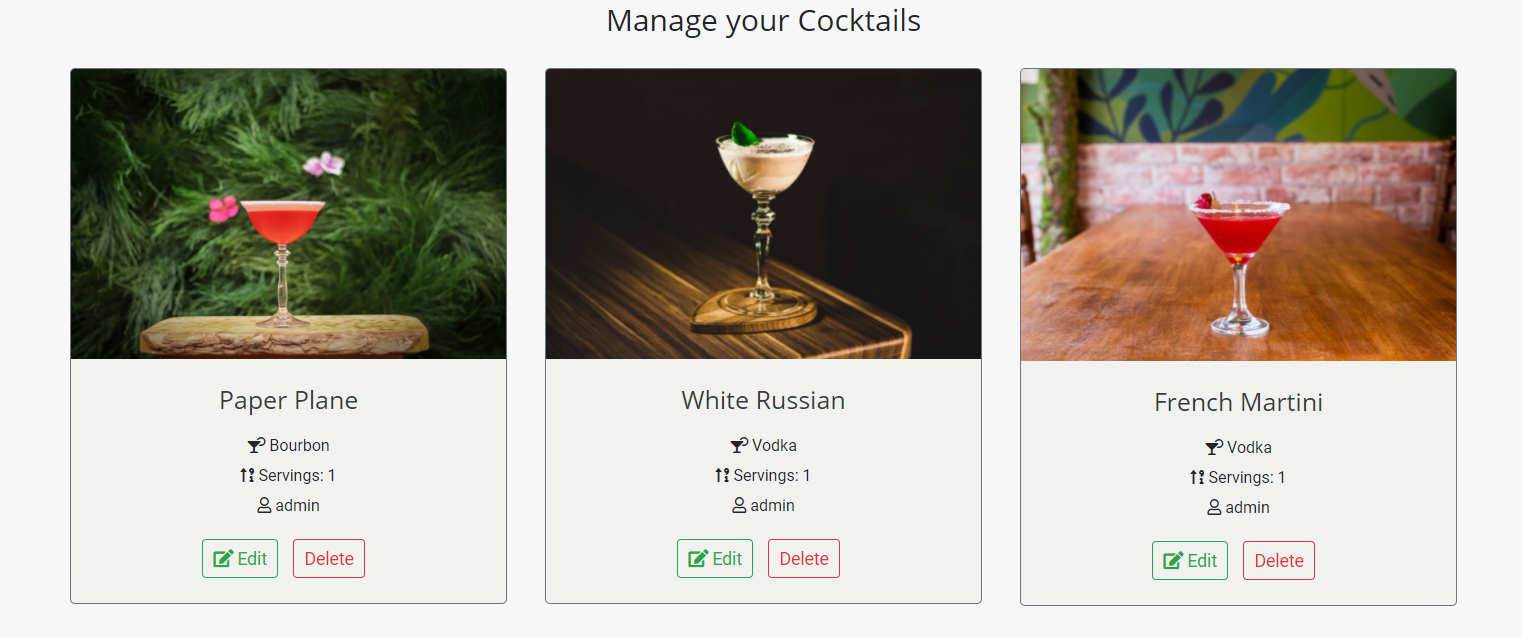 Manage your Cocktails
Paper Plane
Bourbon
Servings: 1
admin
Edit Delete
White Russian
Vodka
Servings: 1
admin
Edit Delete
French Martini
Vodka
Servings: 1
admin
Edit Delete